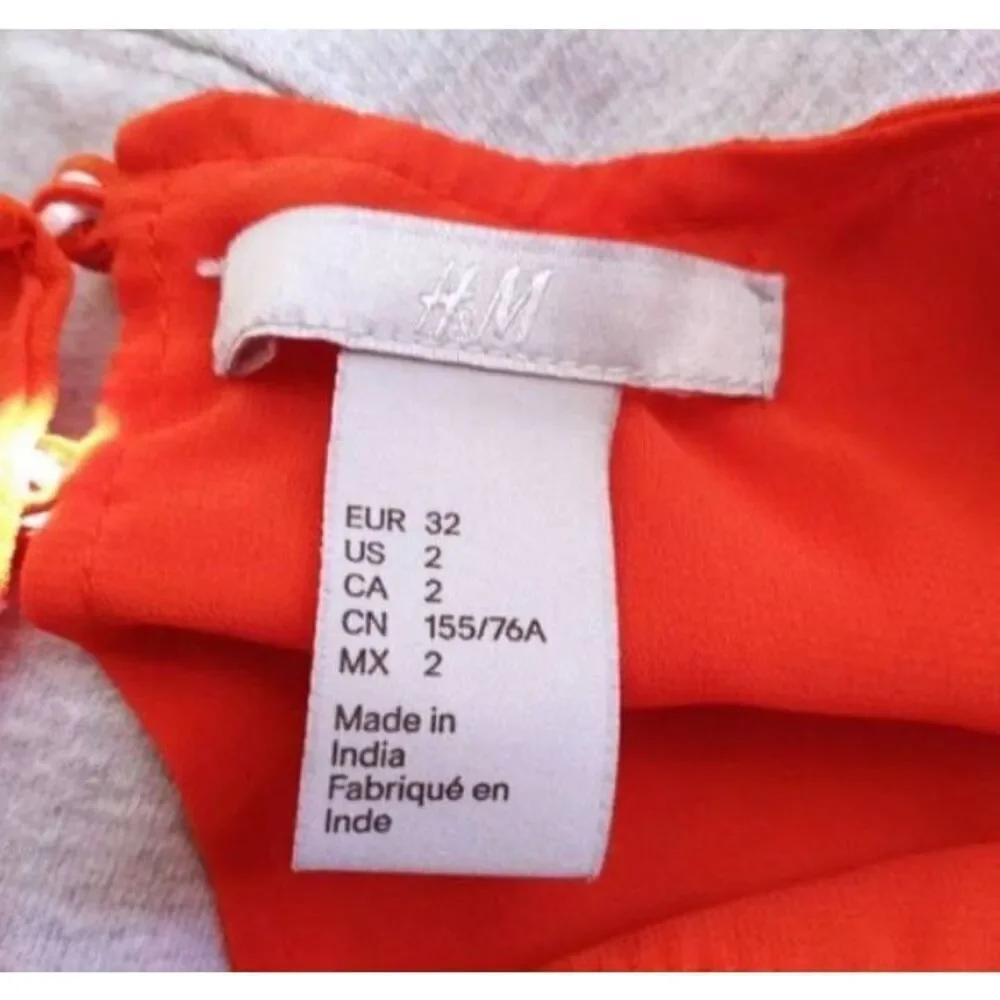 H&M
EUR 32
US 2
CA 2
CN 155/76A
MX 2
Made in
India
Fabriqué en
Inde